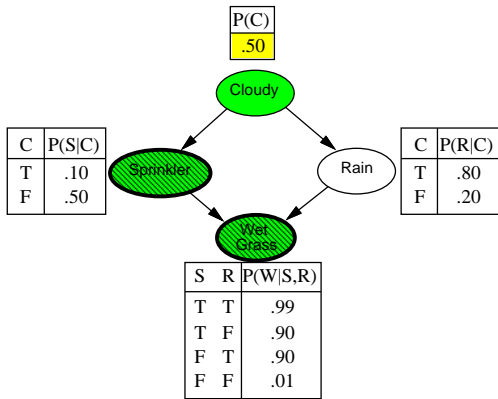 P(C)
.50
Cloudy
C P(S|C)
T .10
F .50
Sprinkler
Rain
C P(R|C)
T .80
F .20
Wet
Grass
S R P(W|S,R)
T T .99
T F .90
F T .90
F F .01